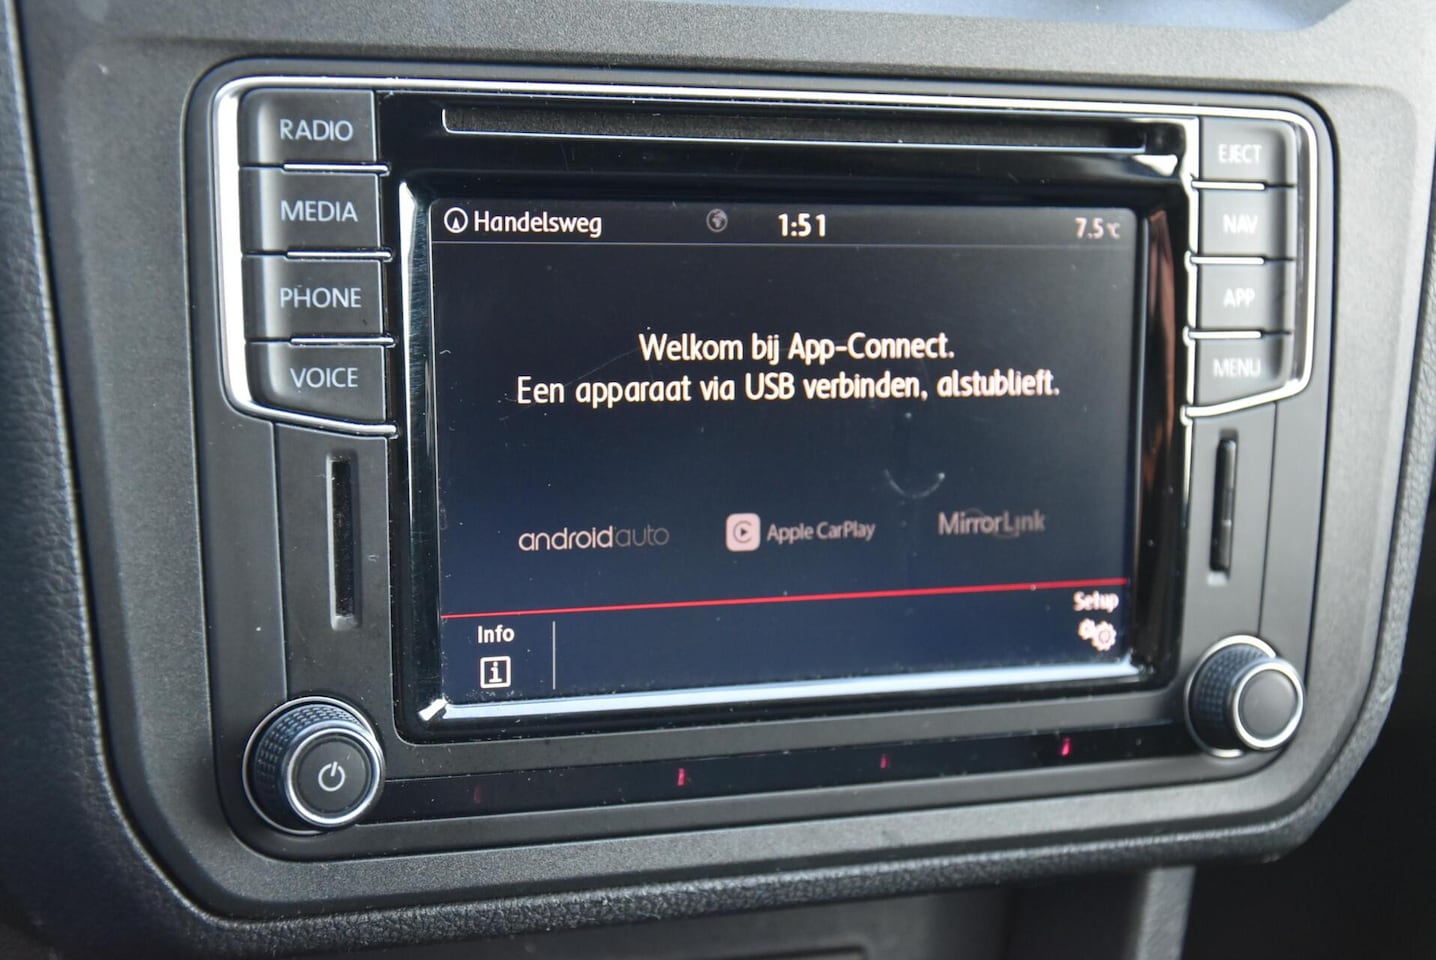 RADIO
MEDIA
PHONE
VOICE
EJECT
NAV
APP
MENU
Handelsweg
1:51
7.5°C
Welkom bij App-Connect.
Een apparaat via USB verbinden, alstublieft.
androidauto
Apple CarPlay
MirrorLink
Info
i
Setup